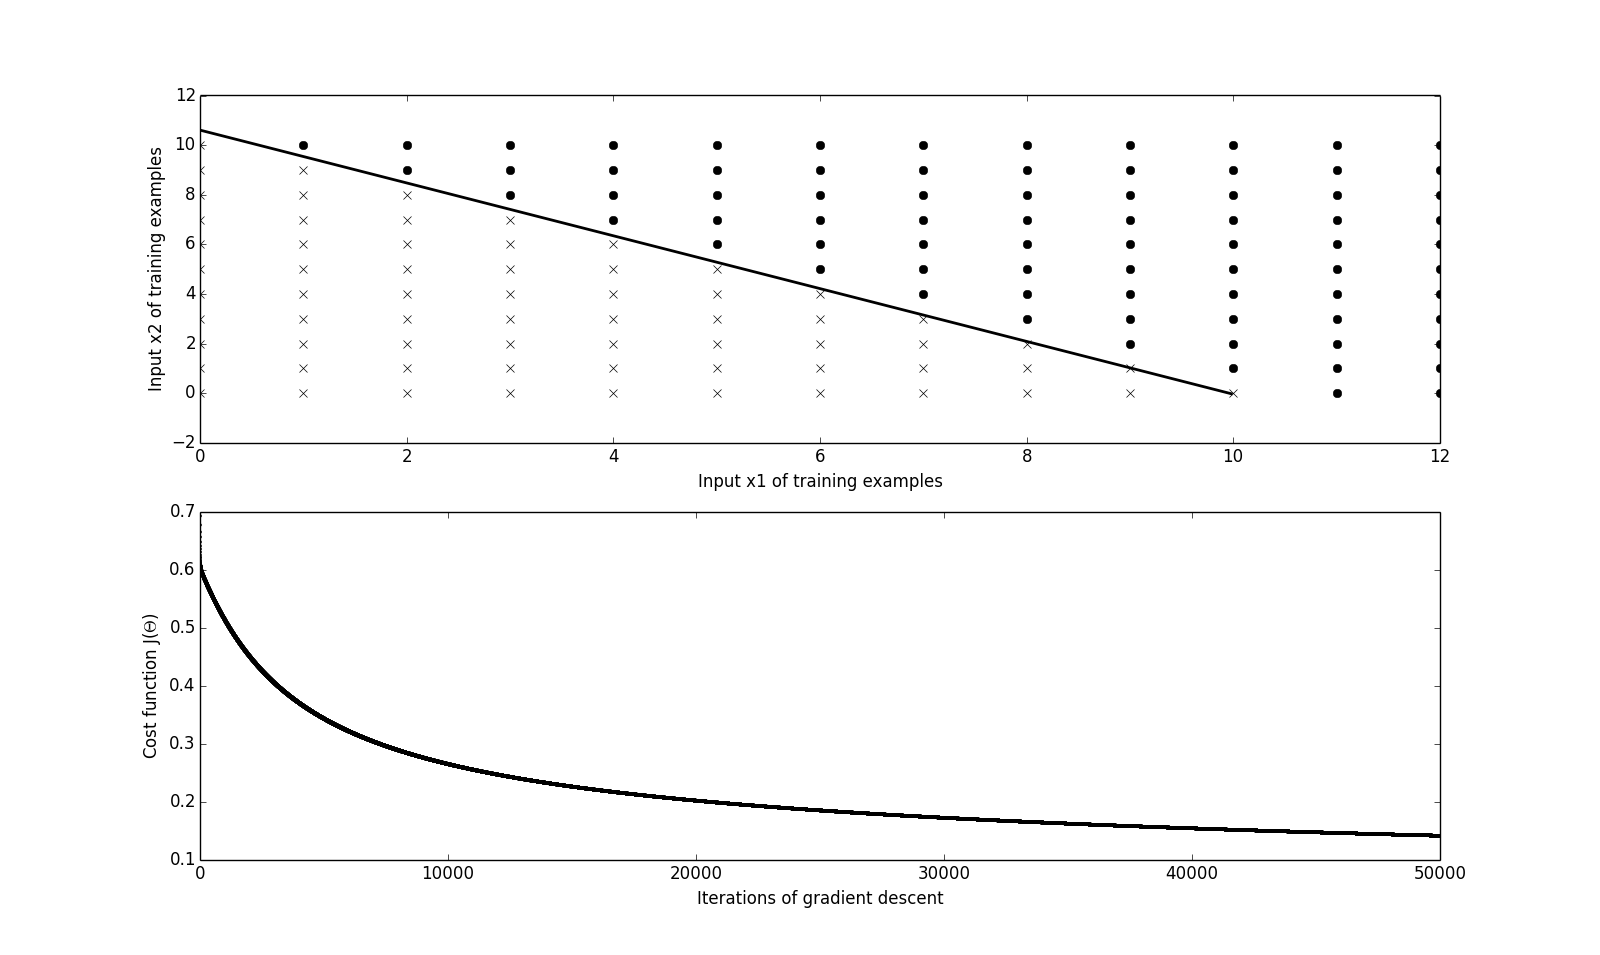 12
10
8
6
4
2
0
−2
Input x2 of training examples
0 2 4 6 8 10 12
Input x1 of training examples
0.7
0.6
0.5
0.4
0.3
0.2
0.1
Cost function J(Θ)
0 10000 20000 30000 40000 50000
Iterations of gradient descent